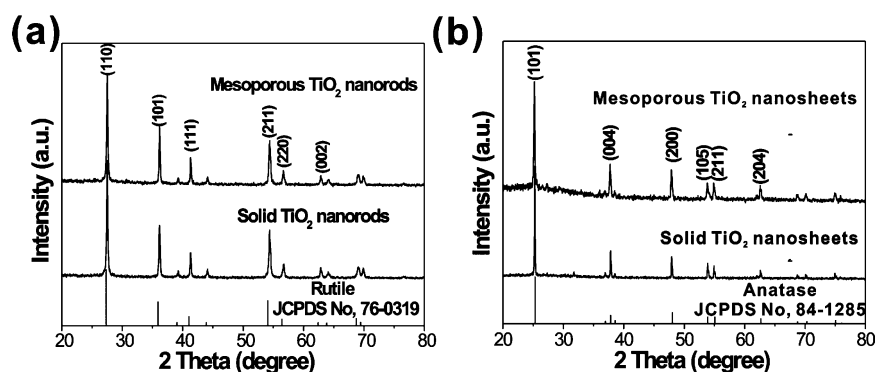 (a)
Intensity (a.u.)
(110)
(101)
(111)
(211)
(220)
(002)
Mesoporous TiO₂ nanorods
Solid TiO₂ nanorods
Rutile
JCPDS No, 76-0319
20 30 40 50 60 70 80
2 Theta (degree)
(b)
Intensity (a.u.)
(101)
(004)
(200)
(105)
(211)
(204)
Mesoporous TiO₂ nanosheets
Solid TiO₂ nanosheets
Anatase
JCPDS No, 84-1285
20 30 40 50 60 70 80
2 Theta (degree)